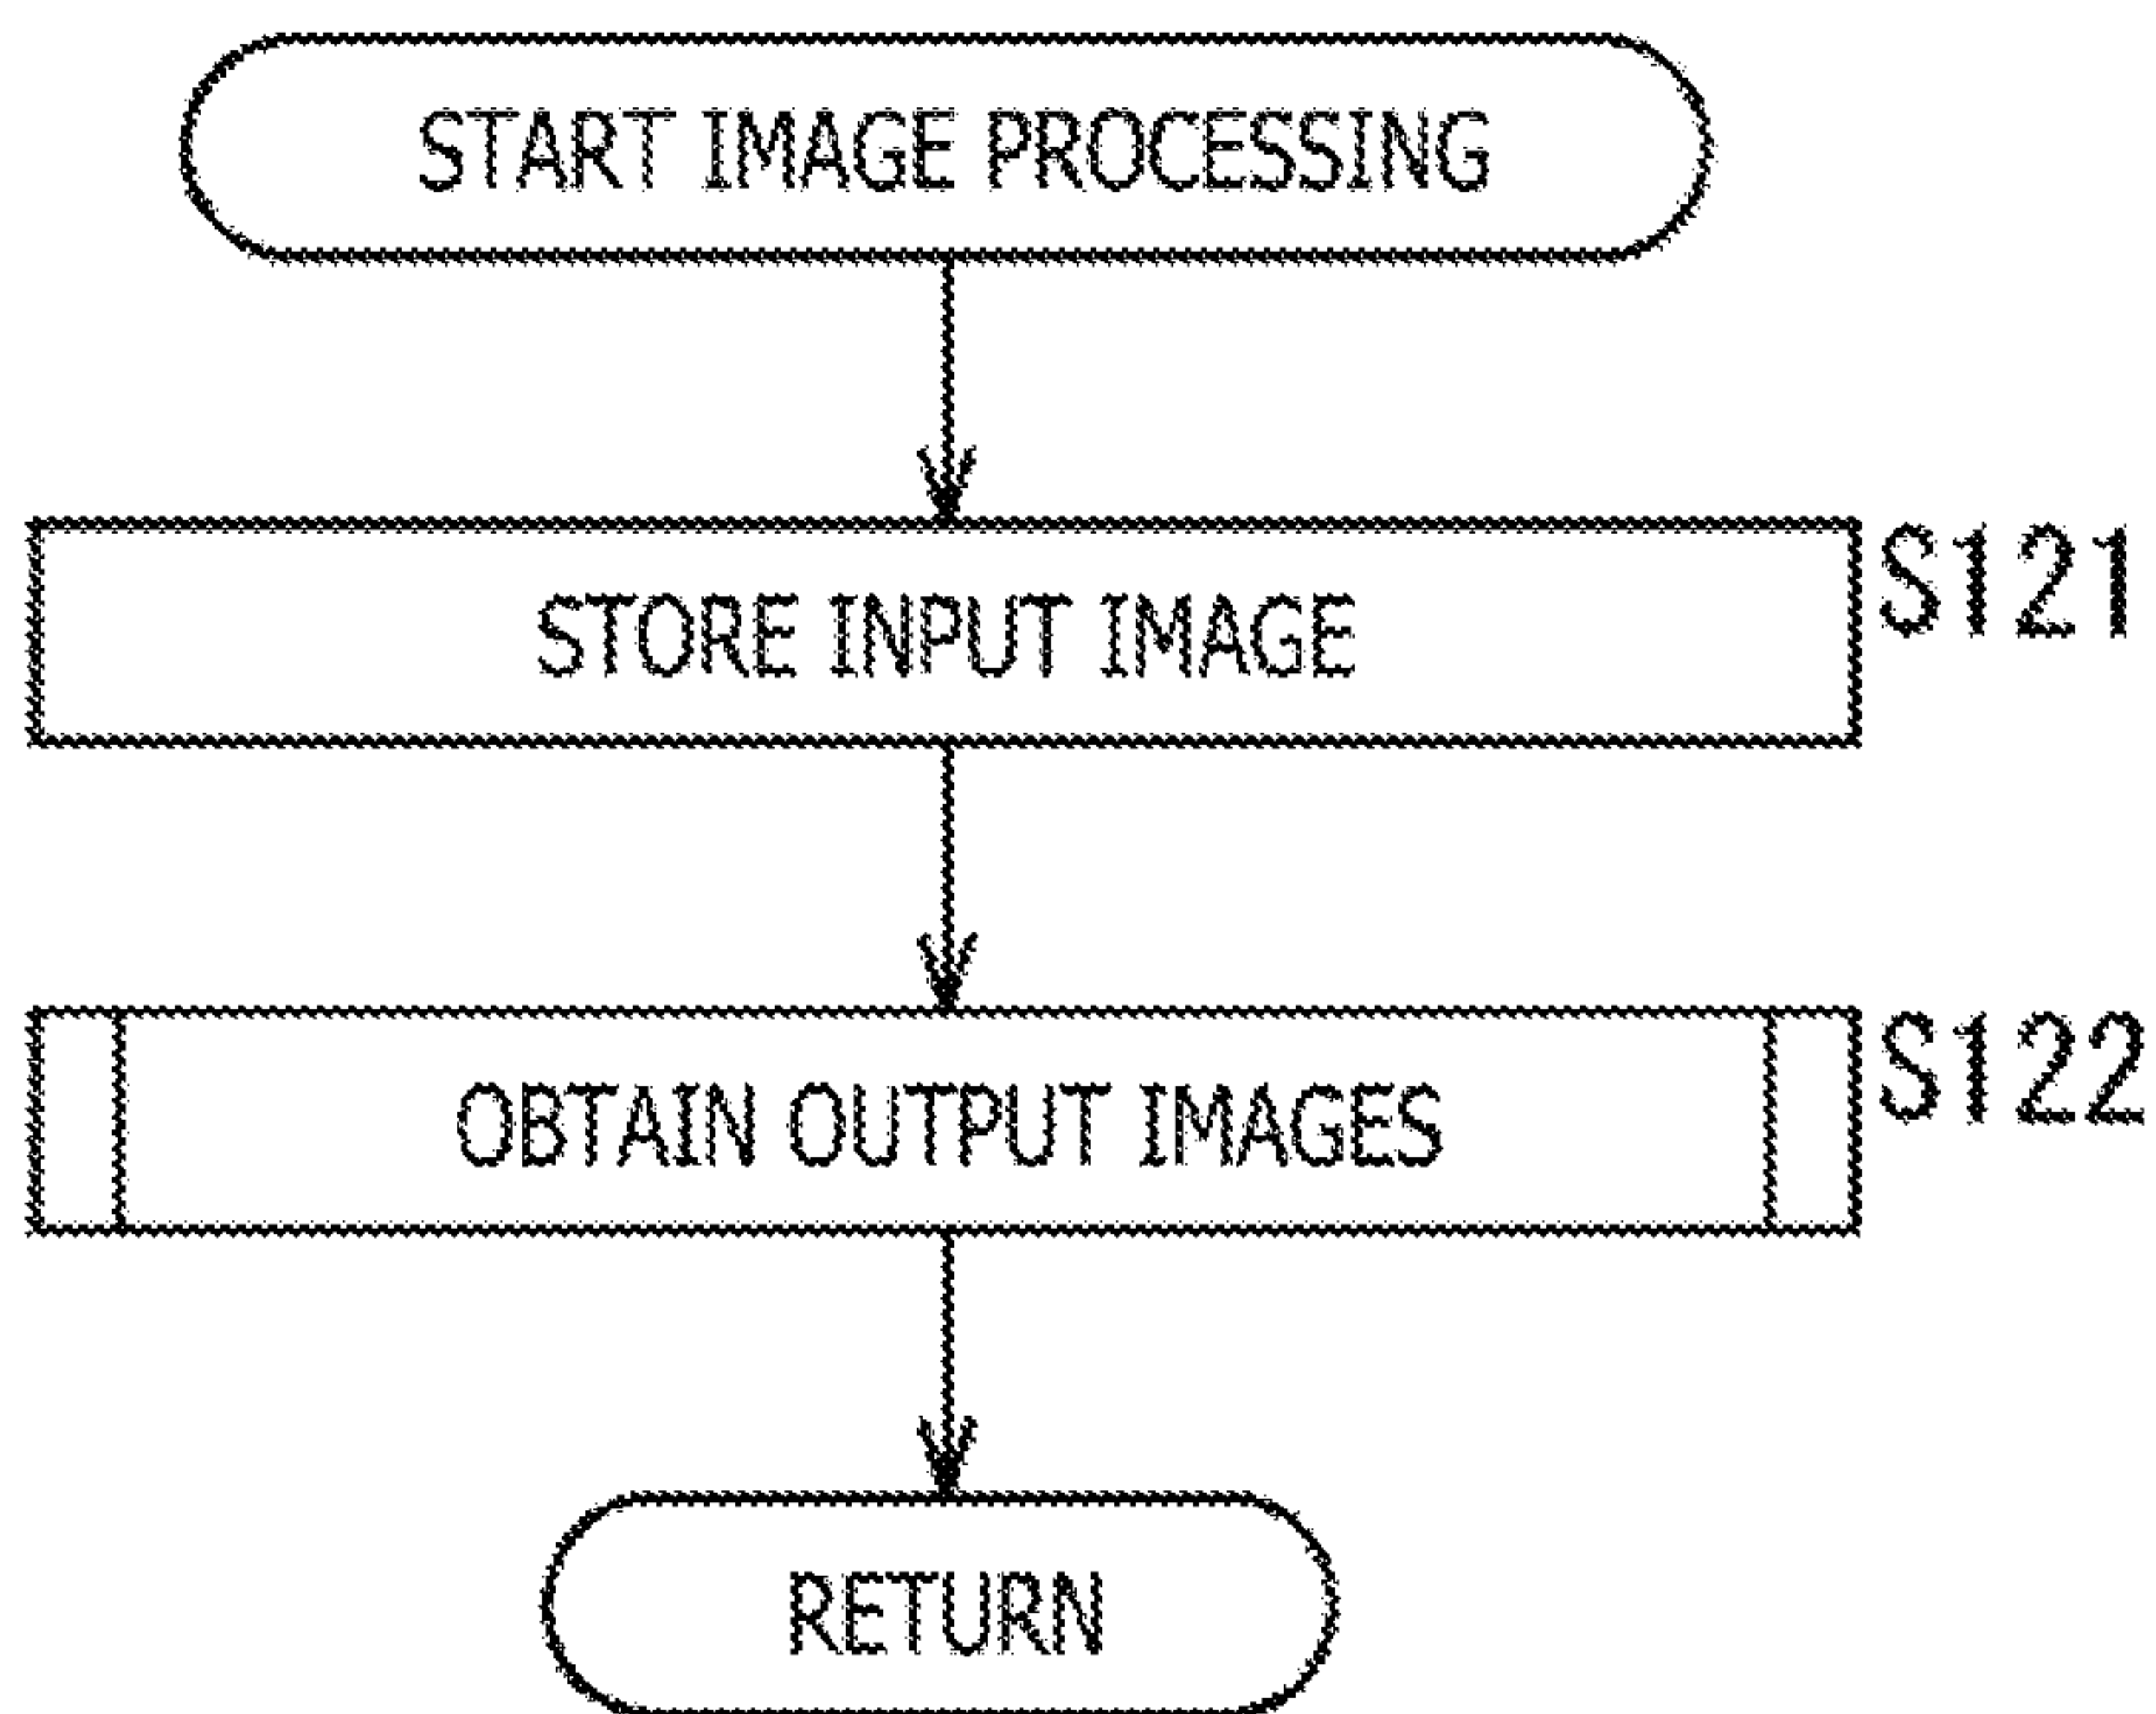 START IMAGE PROCESSING
STORE INPUT IMAGE
S121
OBTAIN OUTPUT IMAGES
S122
RETURN